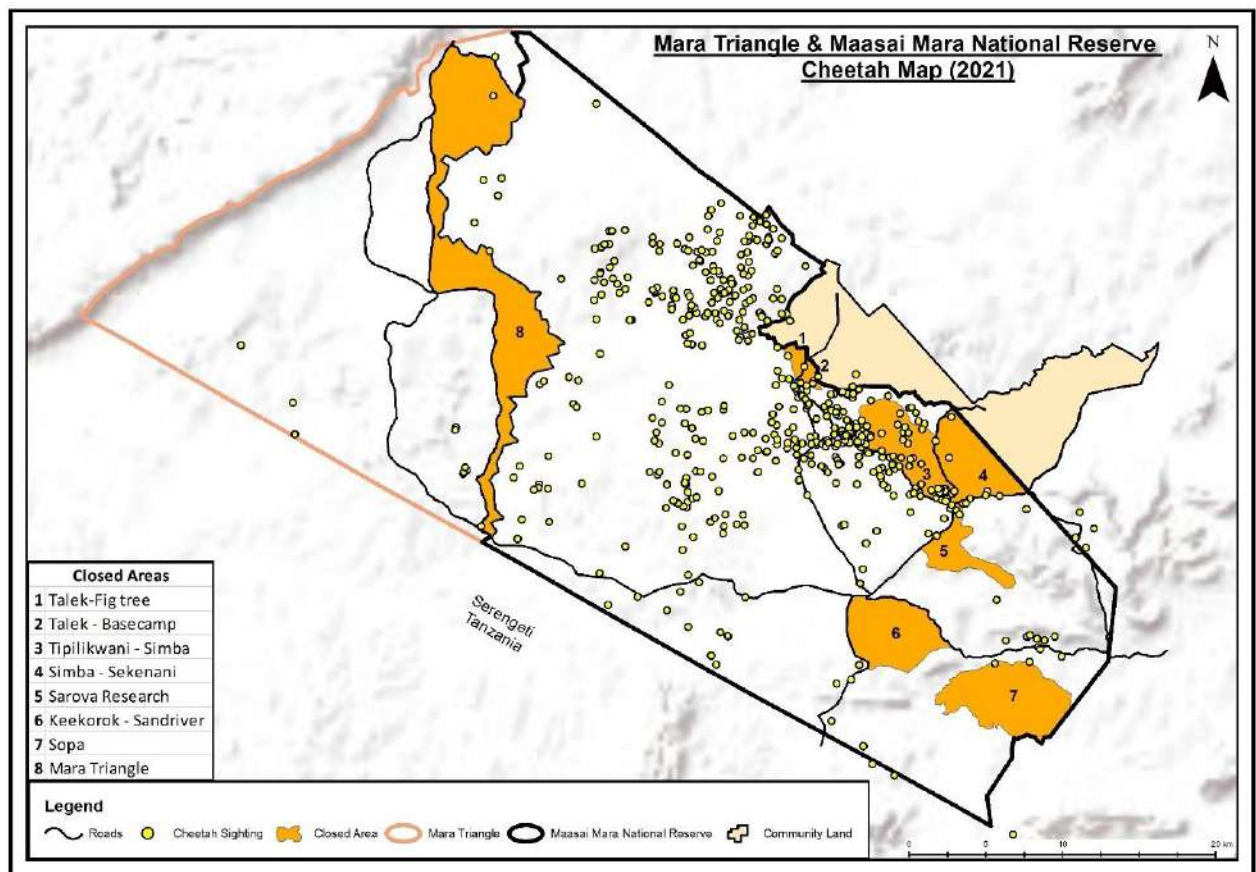 Mara Triangle & Maasai Mara National Reserve
Cheetah Map (2021)
N
8
1
2
3
4
5
6
7
Serengeti
Tanzania
Closed Areas
1 Talek-Fig tree
2 Talek - Basecamp
3 Tipilikwani - Simba
4 Simba - Sekenani
5 Sarova Research
6 Keekorok - Sandriver
7 Sopa
8 Mara Triangle
Legend
Roads Cheetah Sighting Closed Area Mara Triangle Maasai Mara National Reserve Community Land
0 5 10 20 km